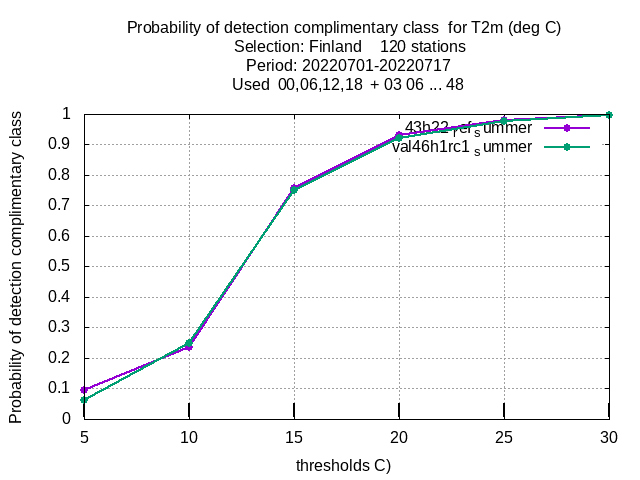 Probability of detection complimentary class  for T2m (deg C)
Selection: Finland    120 stations
Period: 20220701-20220717
Used  00,06,12,18  + 03 06 ... 48
Probability of detection complimentary class
1
0.9
0.8
0.7
0.6
0.5
0.4
0.3
0.2
0.1
0
43h22refsummer
val46h1rc1summer
5 10 15 20 25 30
thresholds C)